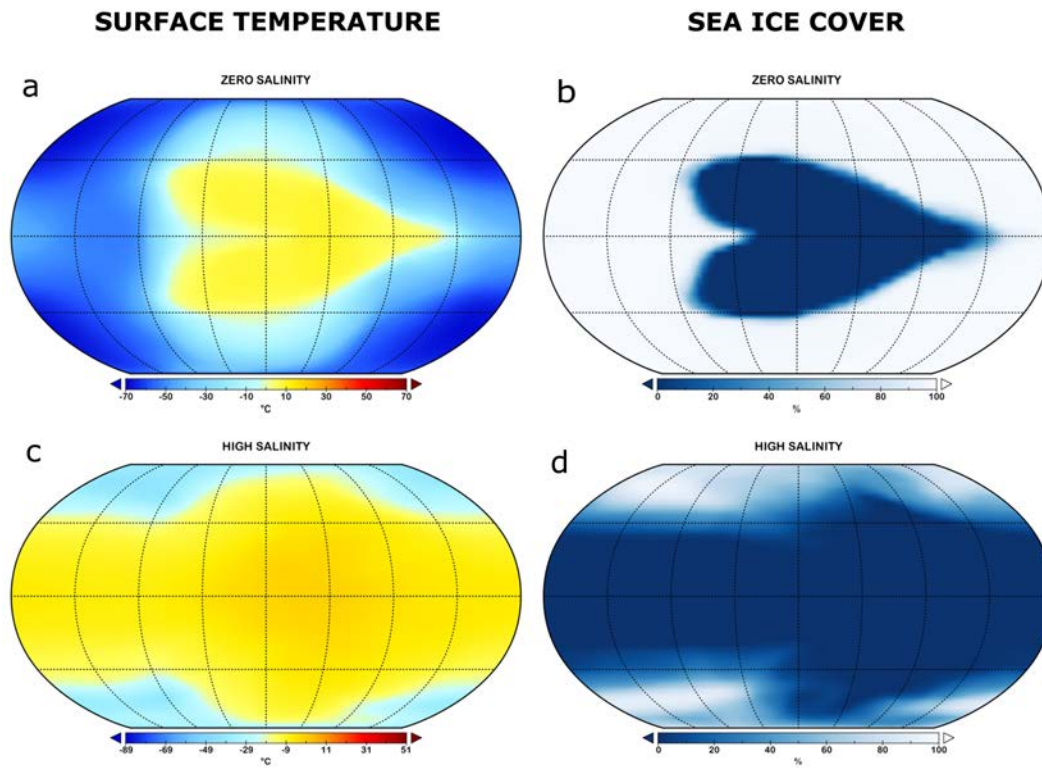 SURFACE TEMPERATURE
SEA ICE COVER
a
ZERO SALINITY
-70 -50 -30 -10 10 30 50 70
°C
b
ZERO SALINITY
0 20 40 60 80 100
%
c
HIGH SALINITY
-89 -69 -49 -29 -9 11 31 51
°C
d
HIGH SALINITY
0 20 40 60 80 100
%